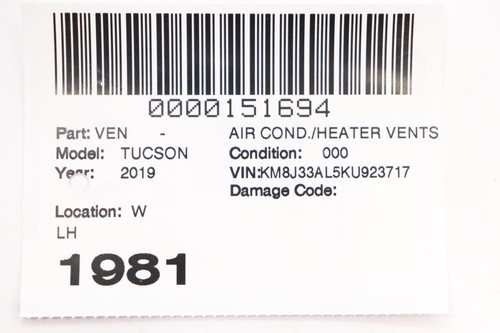 0000151694
Part: VEN - AIR COND./HEATER VENTS
Model: TUCSON Condition: 000
Year: 2019 VIN:KM8J33AL5KU923717
Damage Code:
Location: W
LH
1981